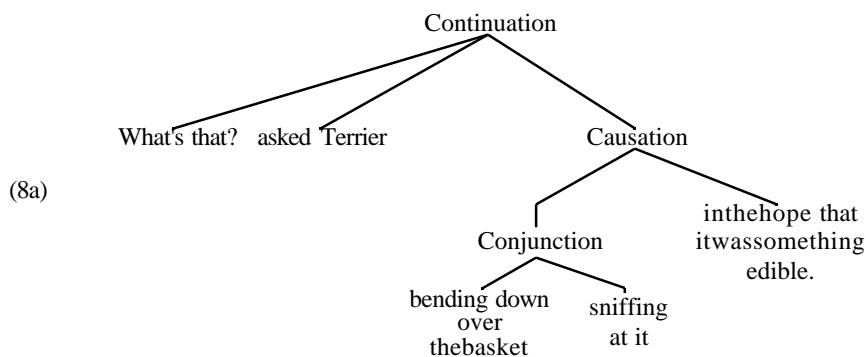 Continuation
What's that? asked Terrier Causation
(8a)
inthehope that
itwassomething
edible.
Conjunction
bending down
over
thebasket
sniffing
at it